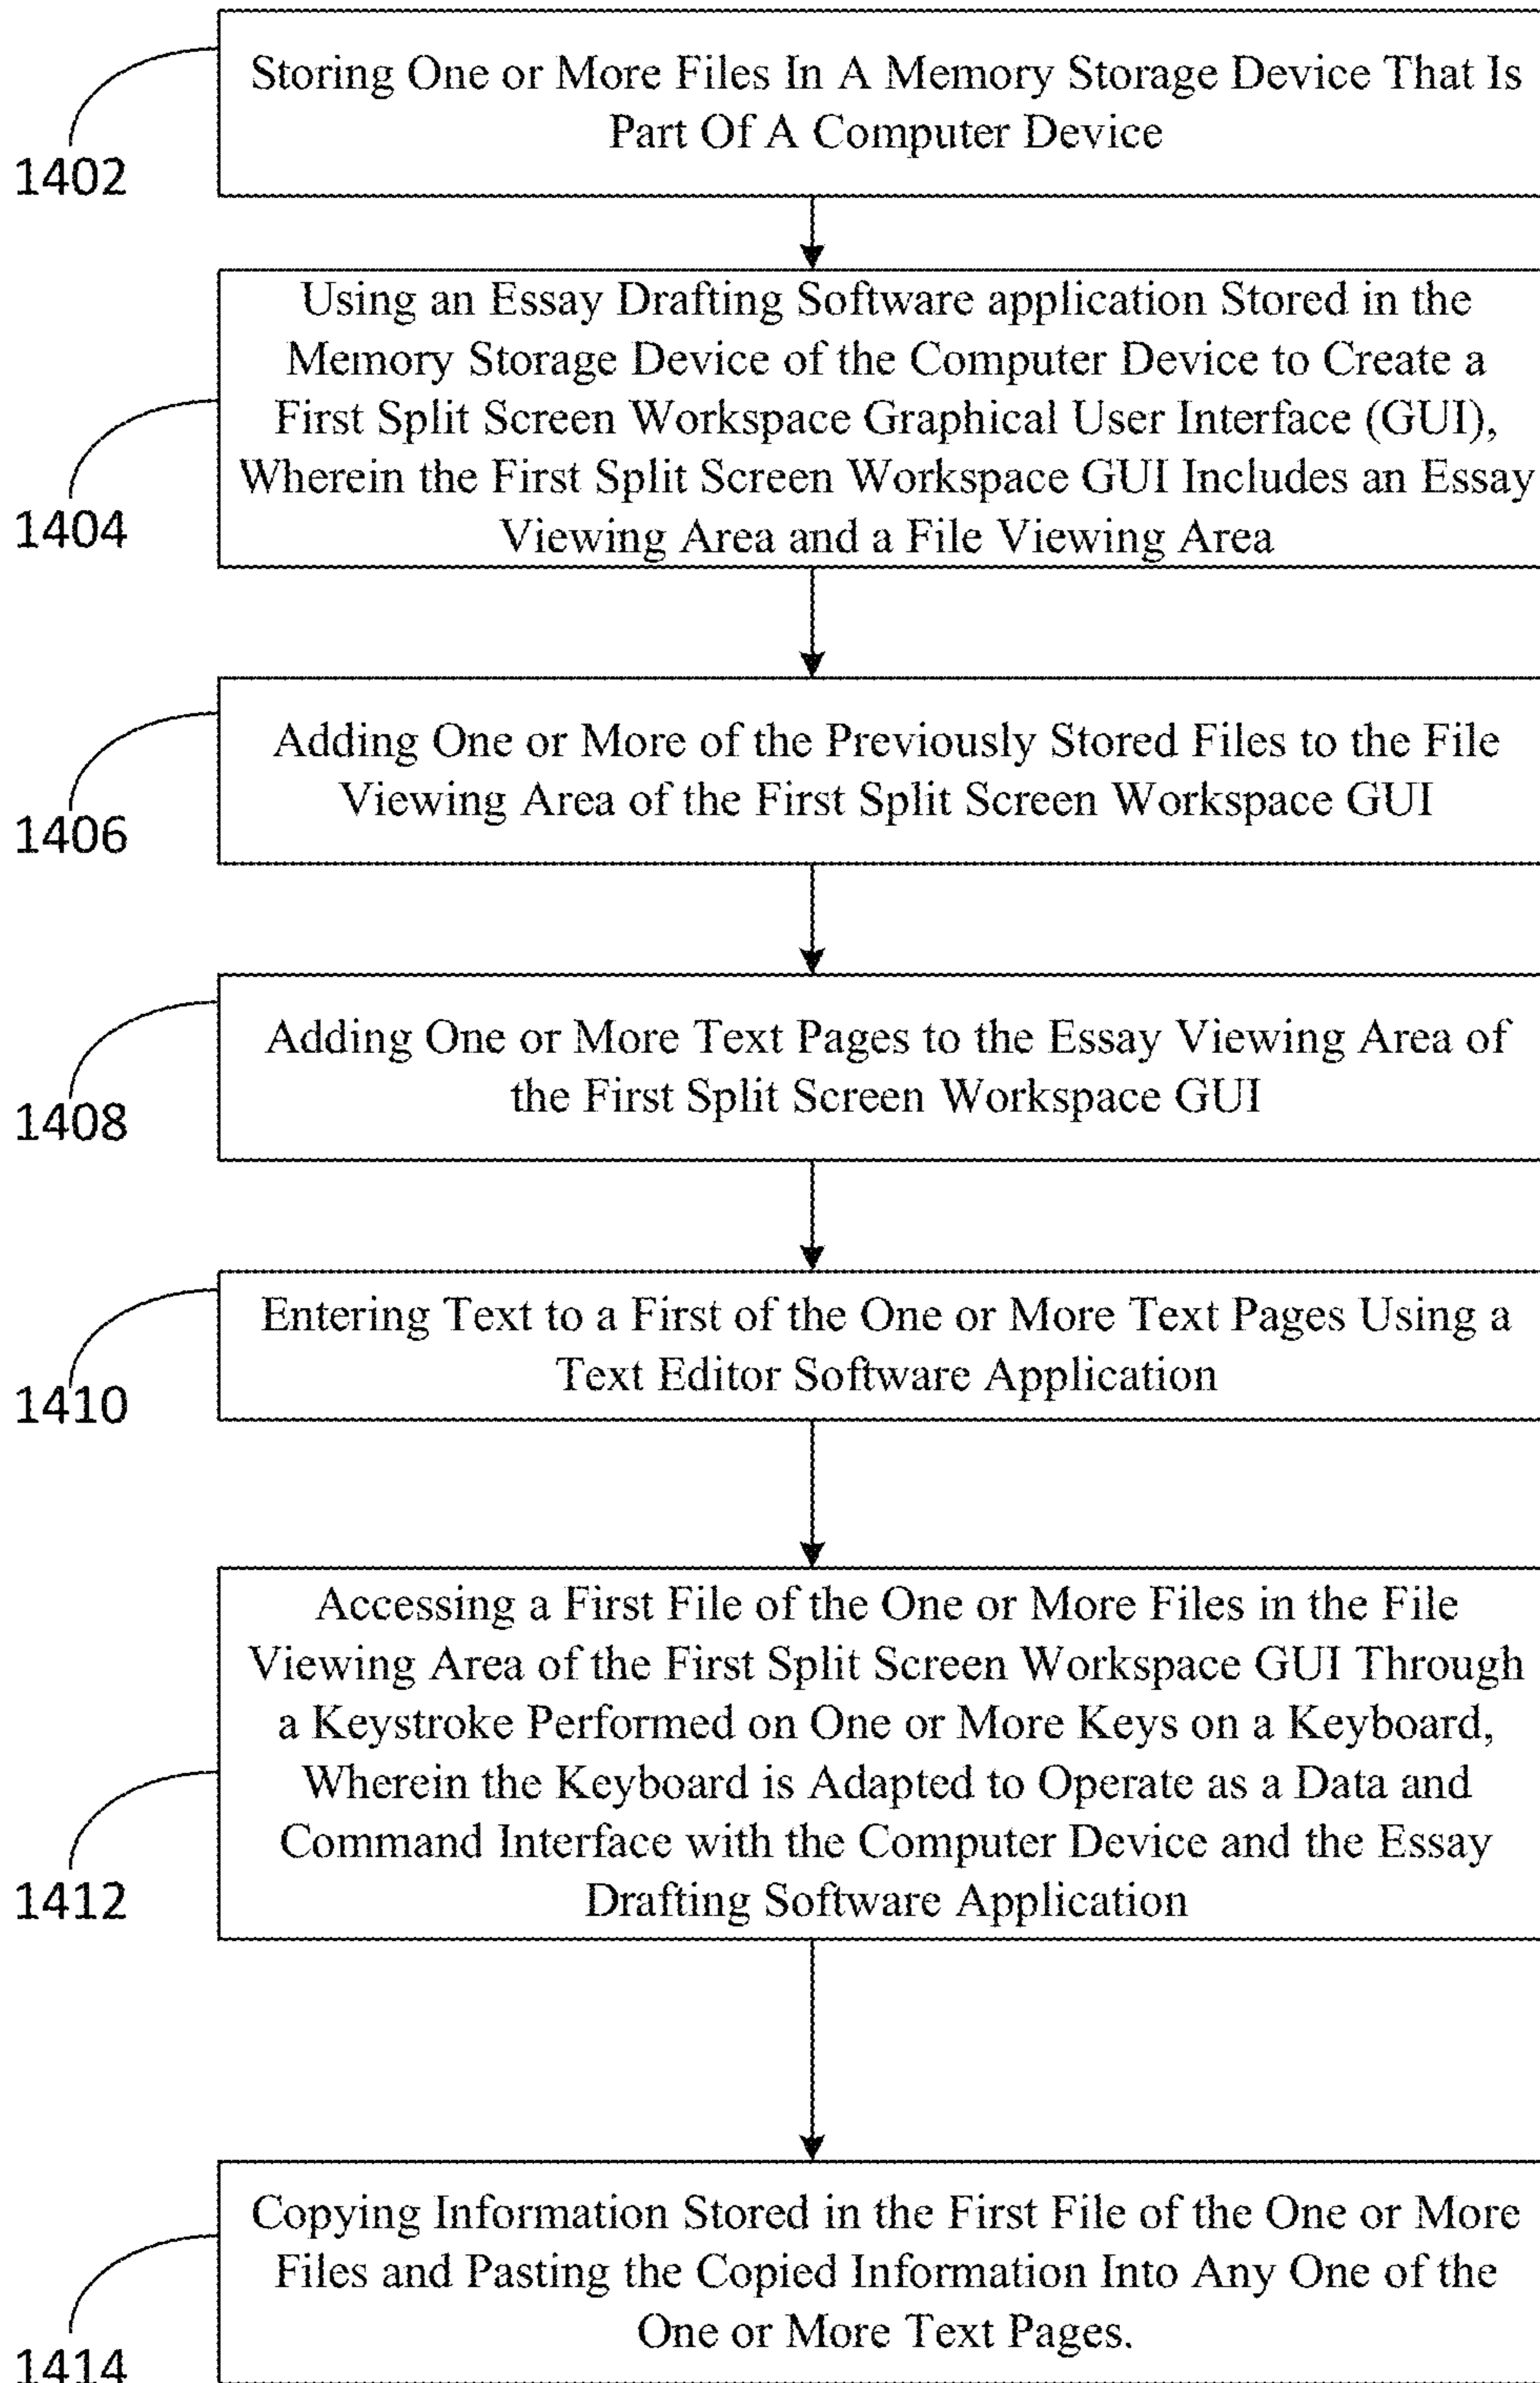 Storing One or More Files In A Memory Storage Device That Is
Part Of A Computer Device
1402
Using an Essay Drafting Software application Stored in the
Memory Storage Device of the Computer Device to Create a
First Split Screen Workspace Graphical User Interface (GUI),
Wherein the First Split Screen Workspace GUI Includes an Essay
Viewing Area and a File Viewing Area
1404
Adding One or More of the Previously Stored Files to the File
Viewing Area of the First Split Screen Workspace GUI
1406
Adding One or More Text Pages to the Essay Viewing Area of
the First Split Screen Workspace GUI
1408
Entering Text to a First of the One or More Text Pages Using a
Text Editor Software Application
1410
Accessing a First File of the One or More Files in the File
Viewing Area of the First Split Screen Workspace GUI Through
a Keystroke Performed on One or More Keys on a Keyboard,
Wherein the Keyboard is Adapted to Operate as a Data and
Command Interface with the Computer Device and the Essay
Drafting Software Application
1412
Copying Information Stored in the First File of the One or More
Files and Pasting the Copied Information Into Any One of the
One or More Text Pages.
1414